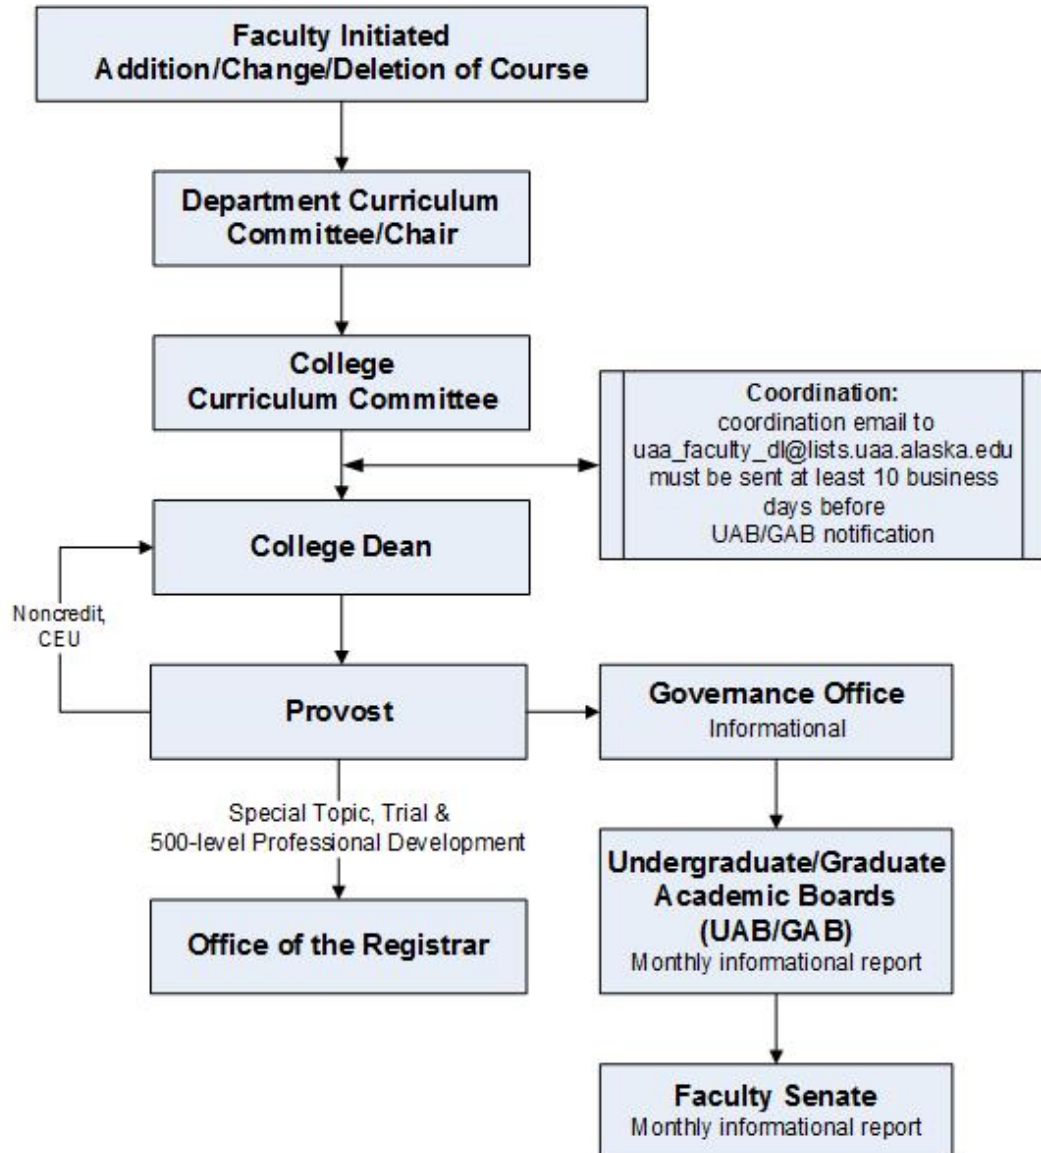 Faculty Initiated
Addition/Change/Deletion of Course
Department Curriculum
Committee/Chair
College
Curriculum Committee
Coordination:
coordination email to
uaa_faculty_dl@lists.uaa.alaska.edu
must be sent at least 10 business
days before
UAB/GAB notification
College Dean
Noncredit,
CEU
Provost
Governance Office
Informational
Special Topic, Trial &
500-level Professional Development
Undergraduate/Graduate
Academic Boards
(UAB/GAB)
Monthly informational report
Office of the Registrar
Faculty Senate
Monthly informational report